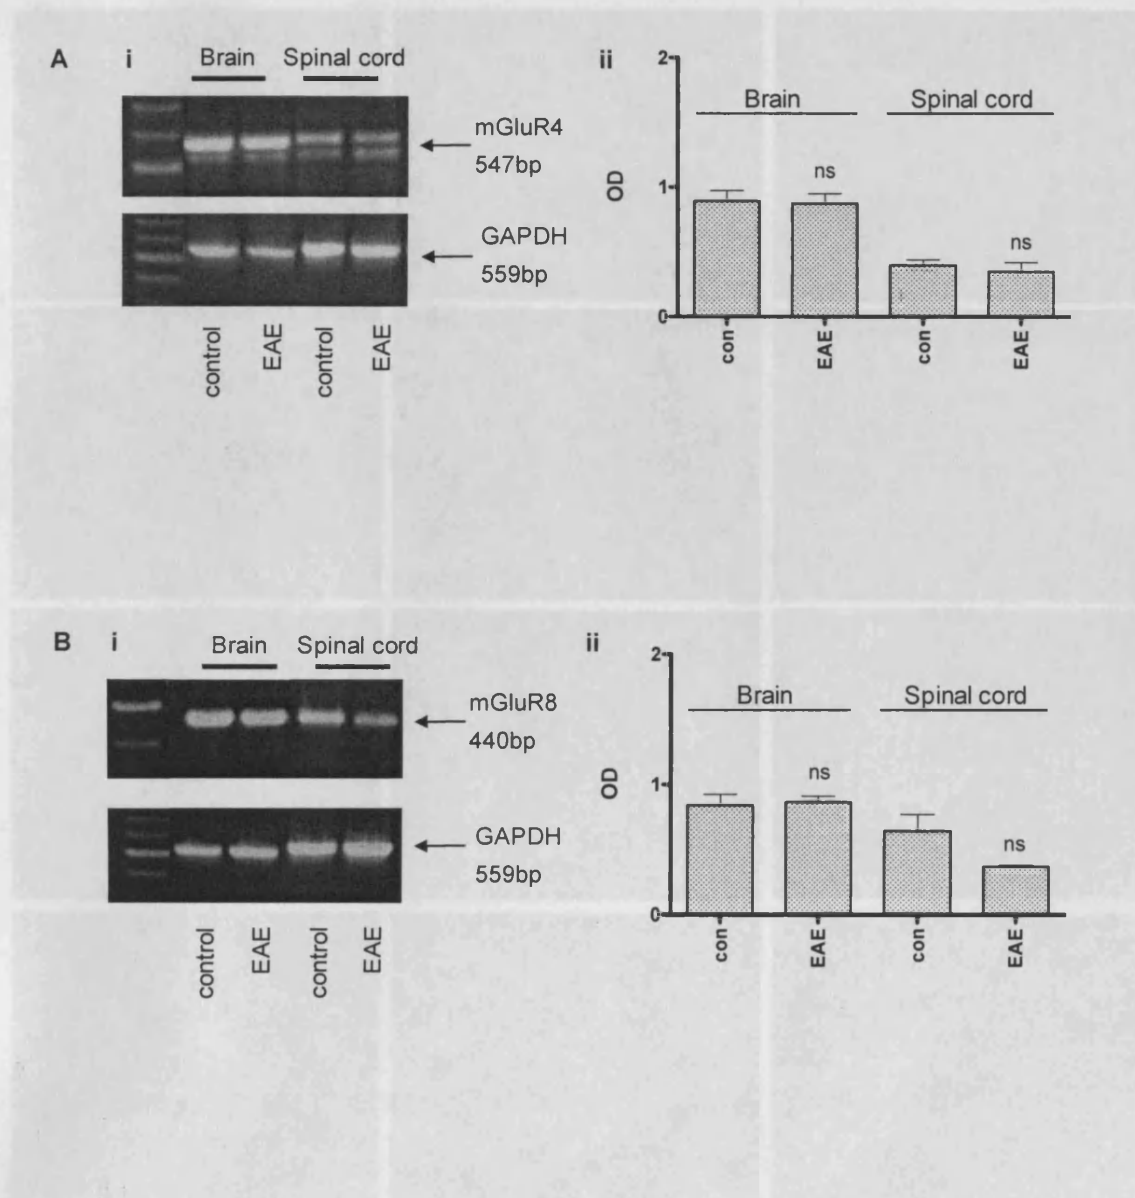 A
i
Brain
Spinal cord
mGluR4
547bp
GAPDH
559bp
control
EAE
control
EAE
ii
2
1
0
OD
Brain
Spinal cord
ns
ns
con
EAE
con
EAE
B
i
Brain
Spinal cord
mGluR8
440bp
GAPDH
559bp
control
EAE
control
EAE
ii
2
1
0
OD
Brain
Spinal cord
ns
ns
con
EAE
con
EAE